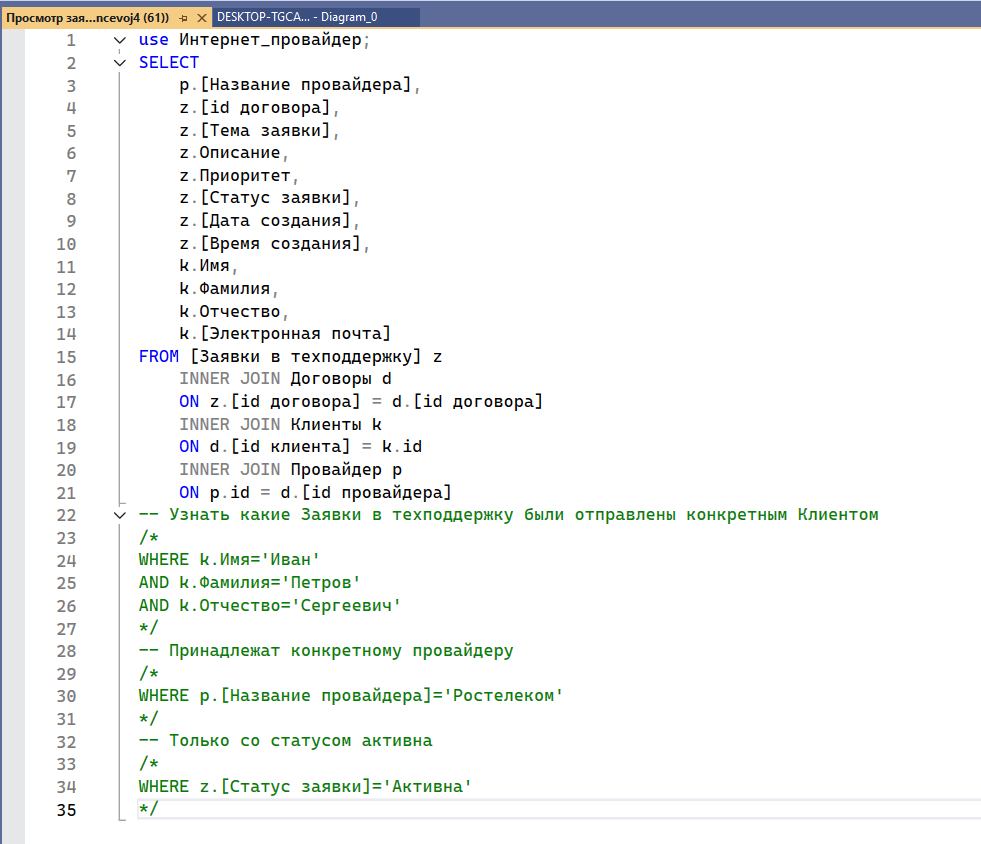 Просмотр зая...ncevoj4 (61))
DESKTOP-TGCA... - Diagram_0
1 use Интернет_провайдер;
2 SELECT
3 p.[Название провайдера],
4 z.[id договора],
5 z.[Тема заявки],
6 z.Описание,
7 z.Приоритет,
8 z.[Статус заявки],
9 z.[Дата создания],
10 z.[Время создания],
11 k.Имя,
12 k.Фамилия,
13 k.Отчество,
14 k.[Электронная почта]
15 FROM [Заявки в техподдержку] z
16 INNER JOIN Договоры d
17 ON z.[id договора] = d.[id договора]
18 INNER JOIN Клиенты k
19 ON d.[id клиента] = k.id
20 INNER JOIN Провайдер p
21 ON p.id = d.[id провайдера]
22 -- Узнать какие Заявки в техподдержку были отправлены конкретным Клиентом
23 /*
24 WHERE k.Имя='Иван'
25 AND k.Фамилия='Петров'
26 AND k.Отчество='Сергеевич'
27 */
28 -- Принадлежат конкретному провайдеру
29 /*
30 WHERE p.[Название провайдера]='Ростелеком'
31 */
32 -- Только со статусом активна
33 /*
34 WHERE z.[Статус заявки]='Активна'
35 */